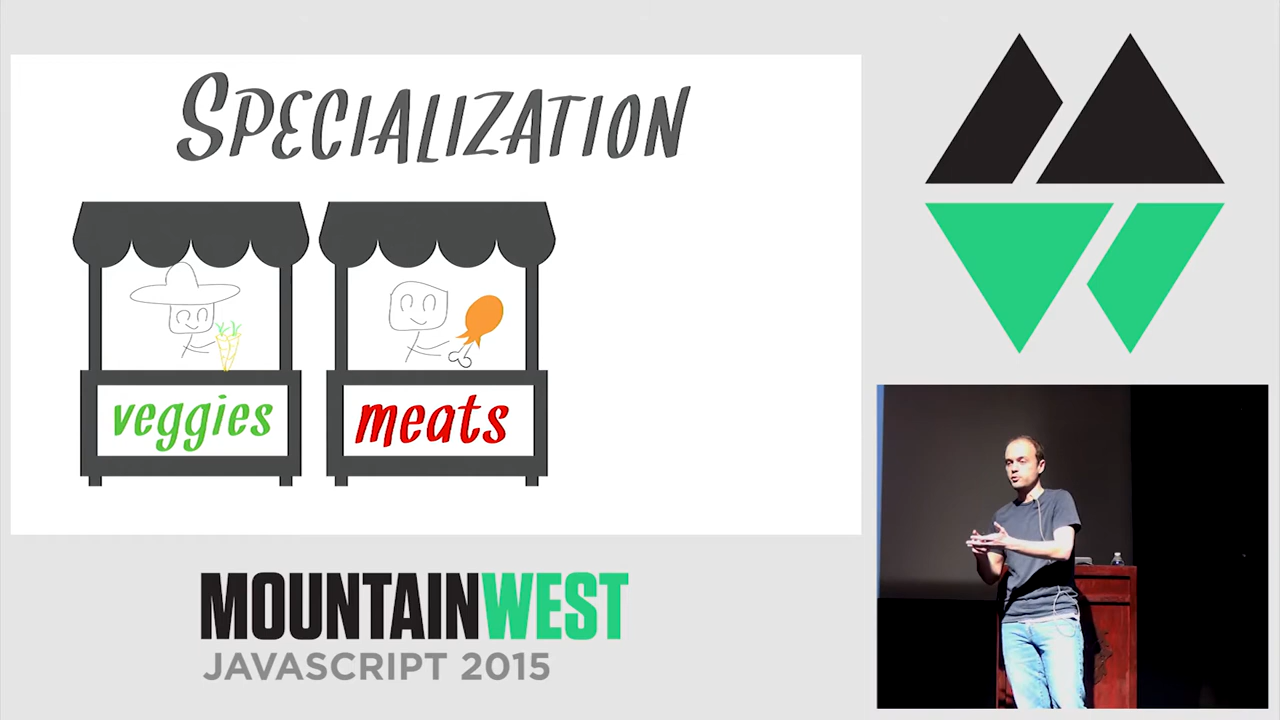 SPECIALIZATION
veggies
meats
MOUNTAINWEST
JAVASCRIPT 2015